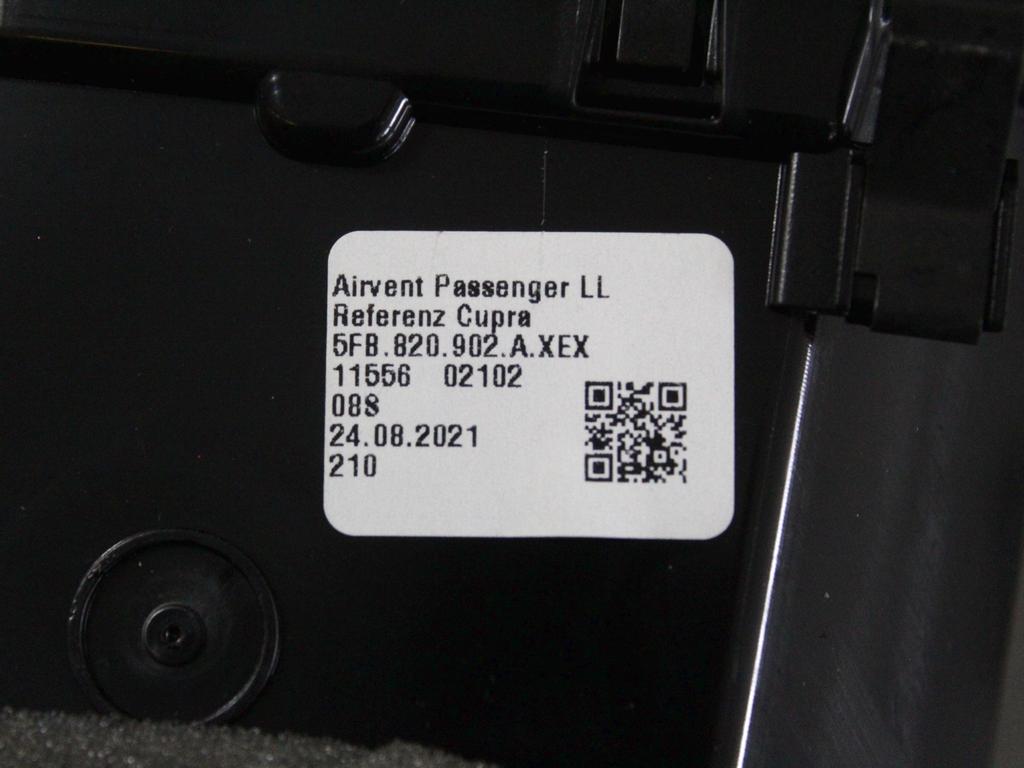 Airvent Passenger LL
Referenz Cupra
5FB.820.902.A.XEX
11556 02102
088
24.08.2021
210